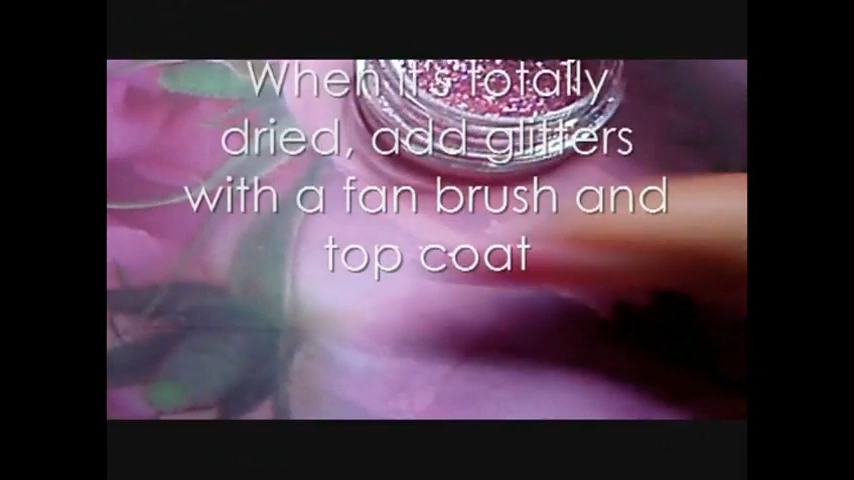 When it's totally
dried, add glitters
with a fan brush and
top coat